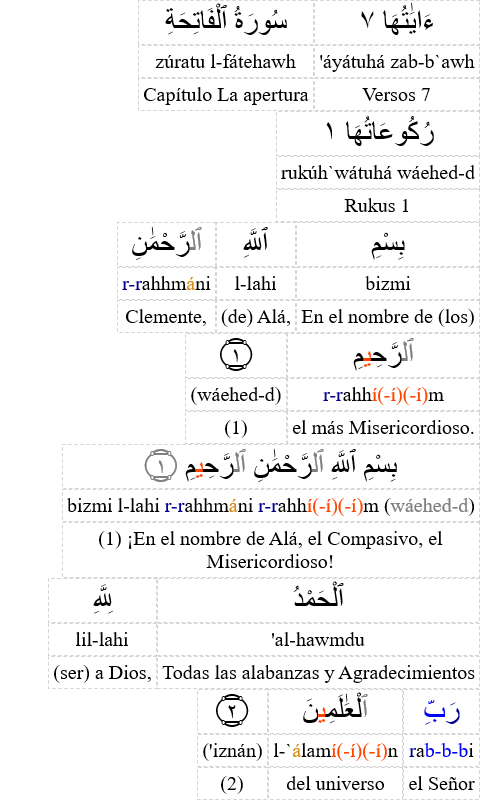 سُورَةُ ٱلْفَاتِحَةِ ءَايَٰتُهَا ٧
zúratu l-fátehawh 'áyátuhá zab-b`awh
Capítulo La apertura Versos 7
رُكُوعَاتُهَا ١
rukúh`wátuhá wáehed-d
Rukus 1
بِسْمِ ٱللَّهِ ٱلرَّحْمَٰنِ
r-rahhmáni l-lahi bizmi
Clemente, (de) Alá, En el nombre de (los)
ٱلرَّحِيمِ ١
(wáehed-d) r-rahhí(-í)(-í)m
(1) el más Misericordioso.
بِسْمِ ٱللَّهِ ٱلرَّحْمَٰنِ ٱلرَّحِيمِ ١
bizmi l-lahi r-rahhmáni r-rahhí(-í)(-í)m (wáehed-d)
(1) ¡En el nombre de Alá, el Compasivo, el
Misericordioso!
ٱلْحَمْدُ لِلَّهِ
lil-lahi 'al-hawmdu
(ser) a Dios, Todas las alabanzas y Agradecimientos
رَبِّ ٱلْعَٰلَمِينَ ٢
('iznán) l-`álamí(-í)(-í)n rab-b-bi
(2) del universo el Señor